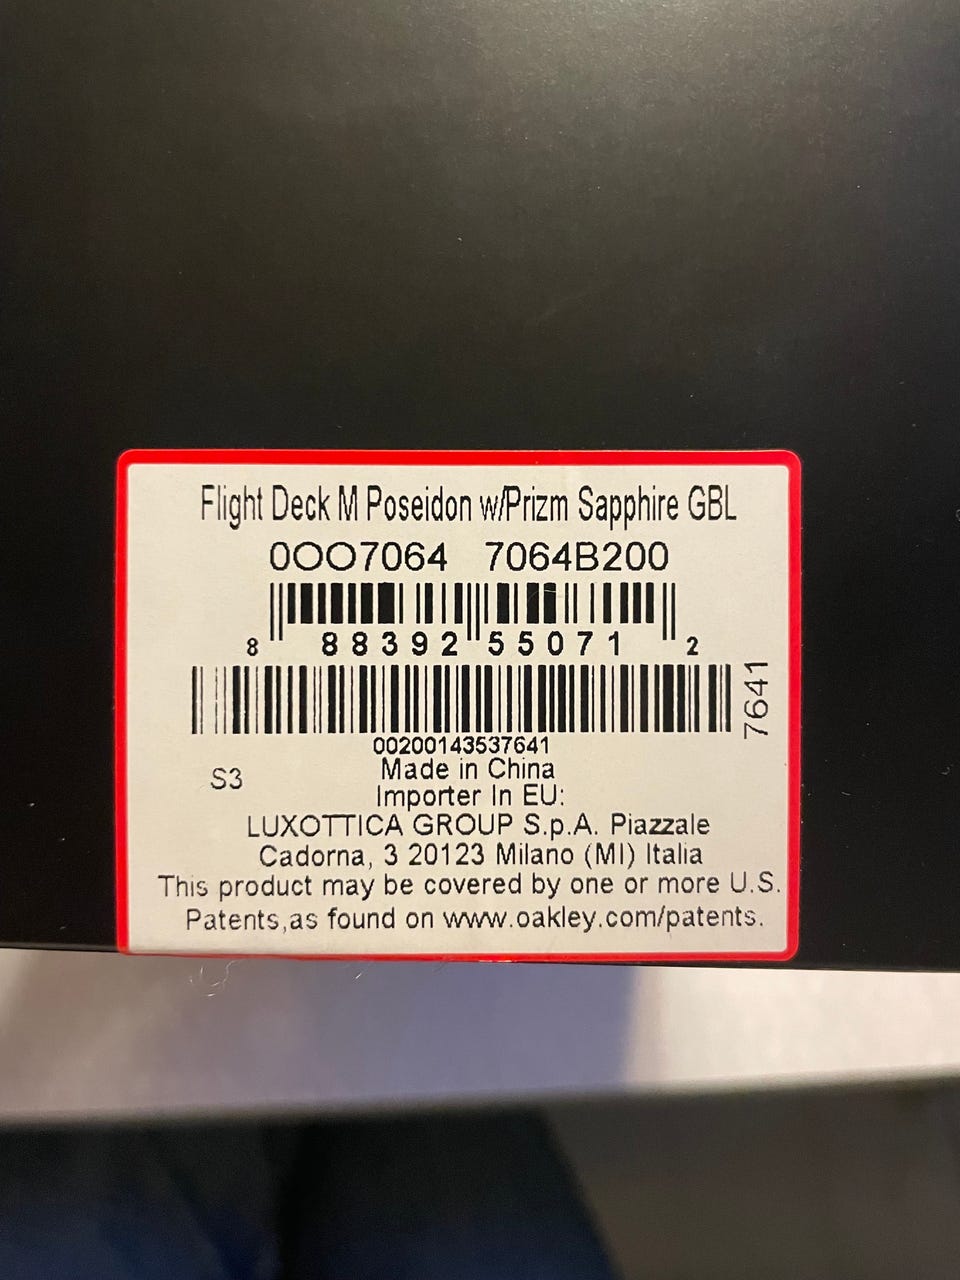 Flight Deck M Poseidon w/Prizm Sapphire GBL
0OO7064 7064B200
8 88392 55071 2
7641
00200143537641
S3
Made in China
Importer In EU:
LUXOTTICA GROUP S.p.A. Piazzale
Cadorna, 3 20123 Milano (MI) Italia
This product may be covered by one or more U.S.
Patents,as found on www.oakley.com/patents.